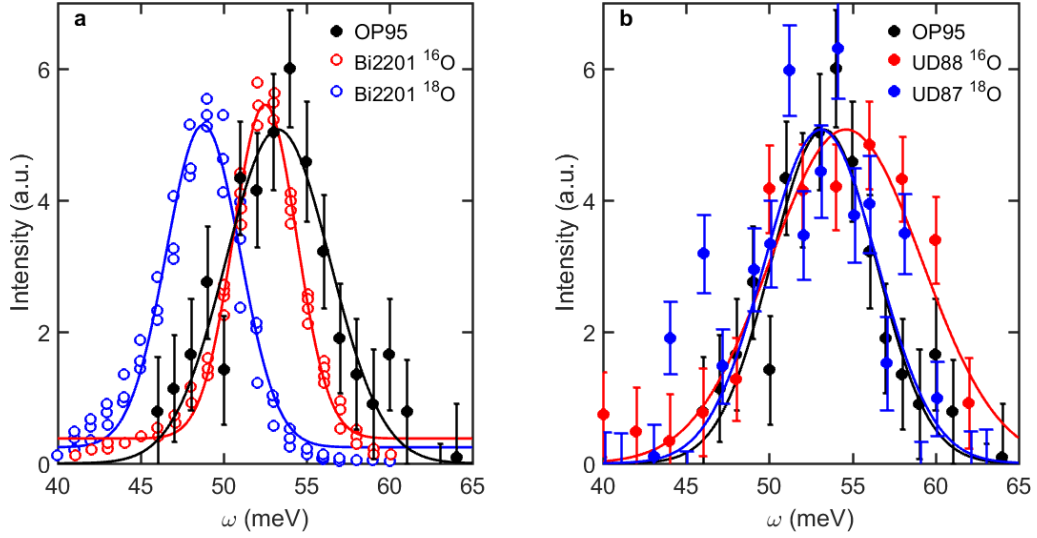 a
OP95
Bi2201 ¹⁶O
Bi2201 ¹⁸O
Intensity (a.u.)
6
4
2
0
40 45 50 55 60 65
ω (meV)
b
OP95
UD88 ¹⁶O
UD87 ¹⁸O
Intensity (a.u.)
6
4
2
0
40 45 50 55 60 65
ω (meV)